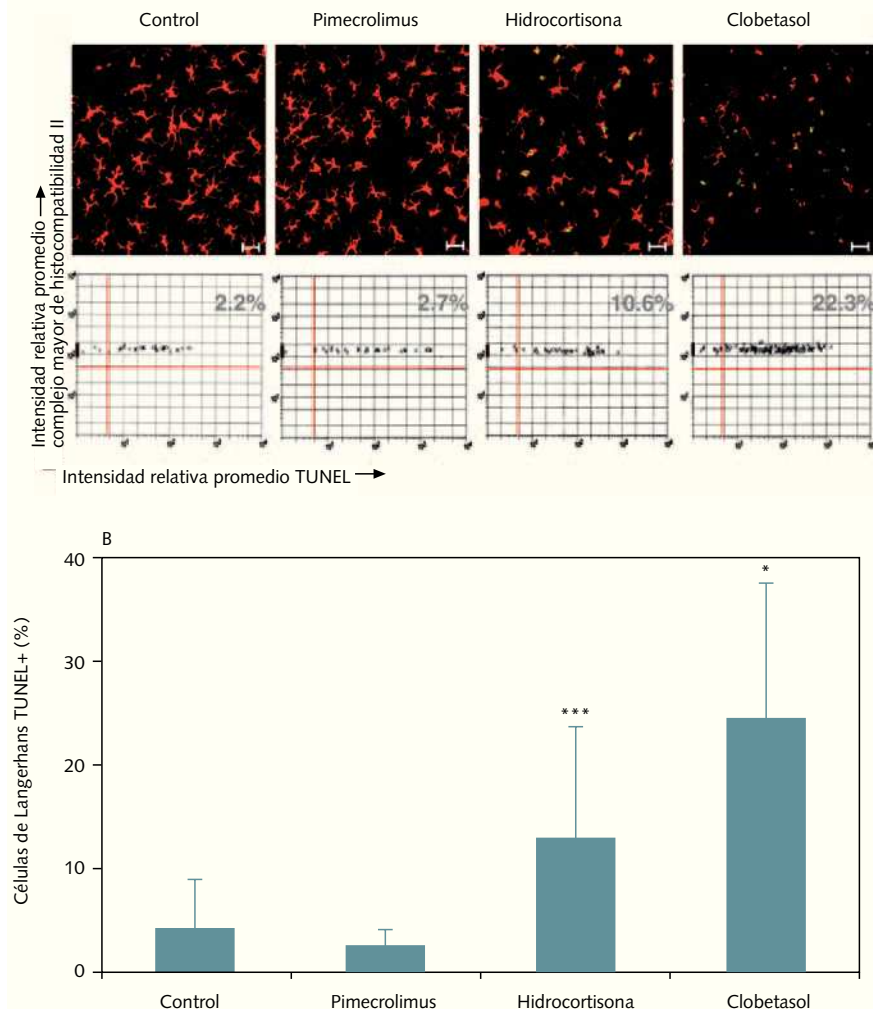 Control Pimecrolimus Hidrocortisona Clobetasol
Intensidad relativa promedio
complejo mayor de histocompatibilidad II
2.2% 2.7% 10.6% 22.3%
Intensidad relativa promedio TUNEL
B
Células de Langerhans TUNEL+ (%)
40
30
20
10
0
***
*
Control Pimecrolimus Hidrocortisona Clobetasol